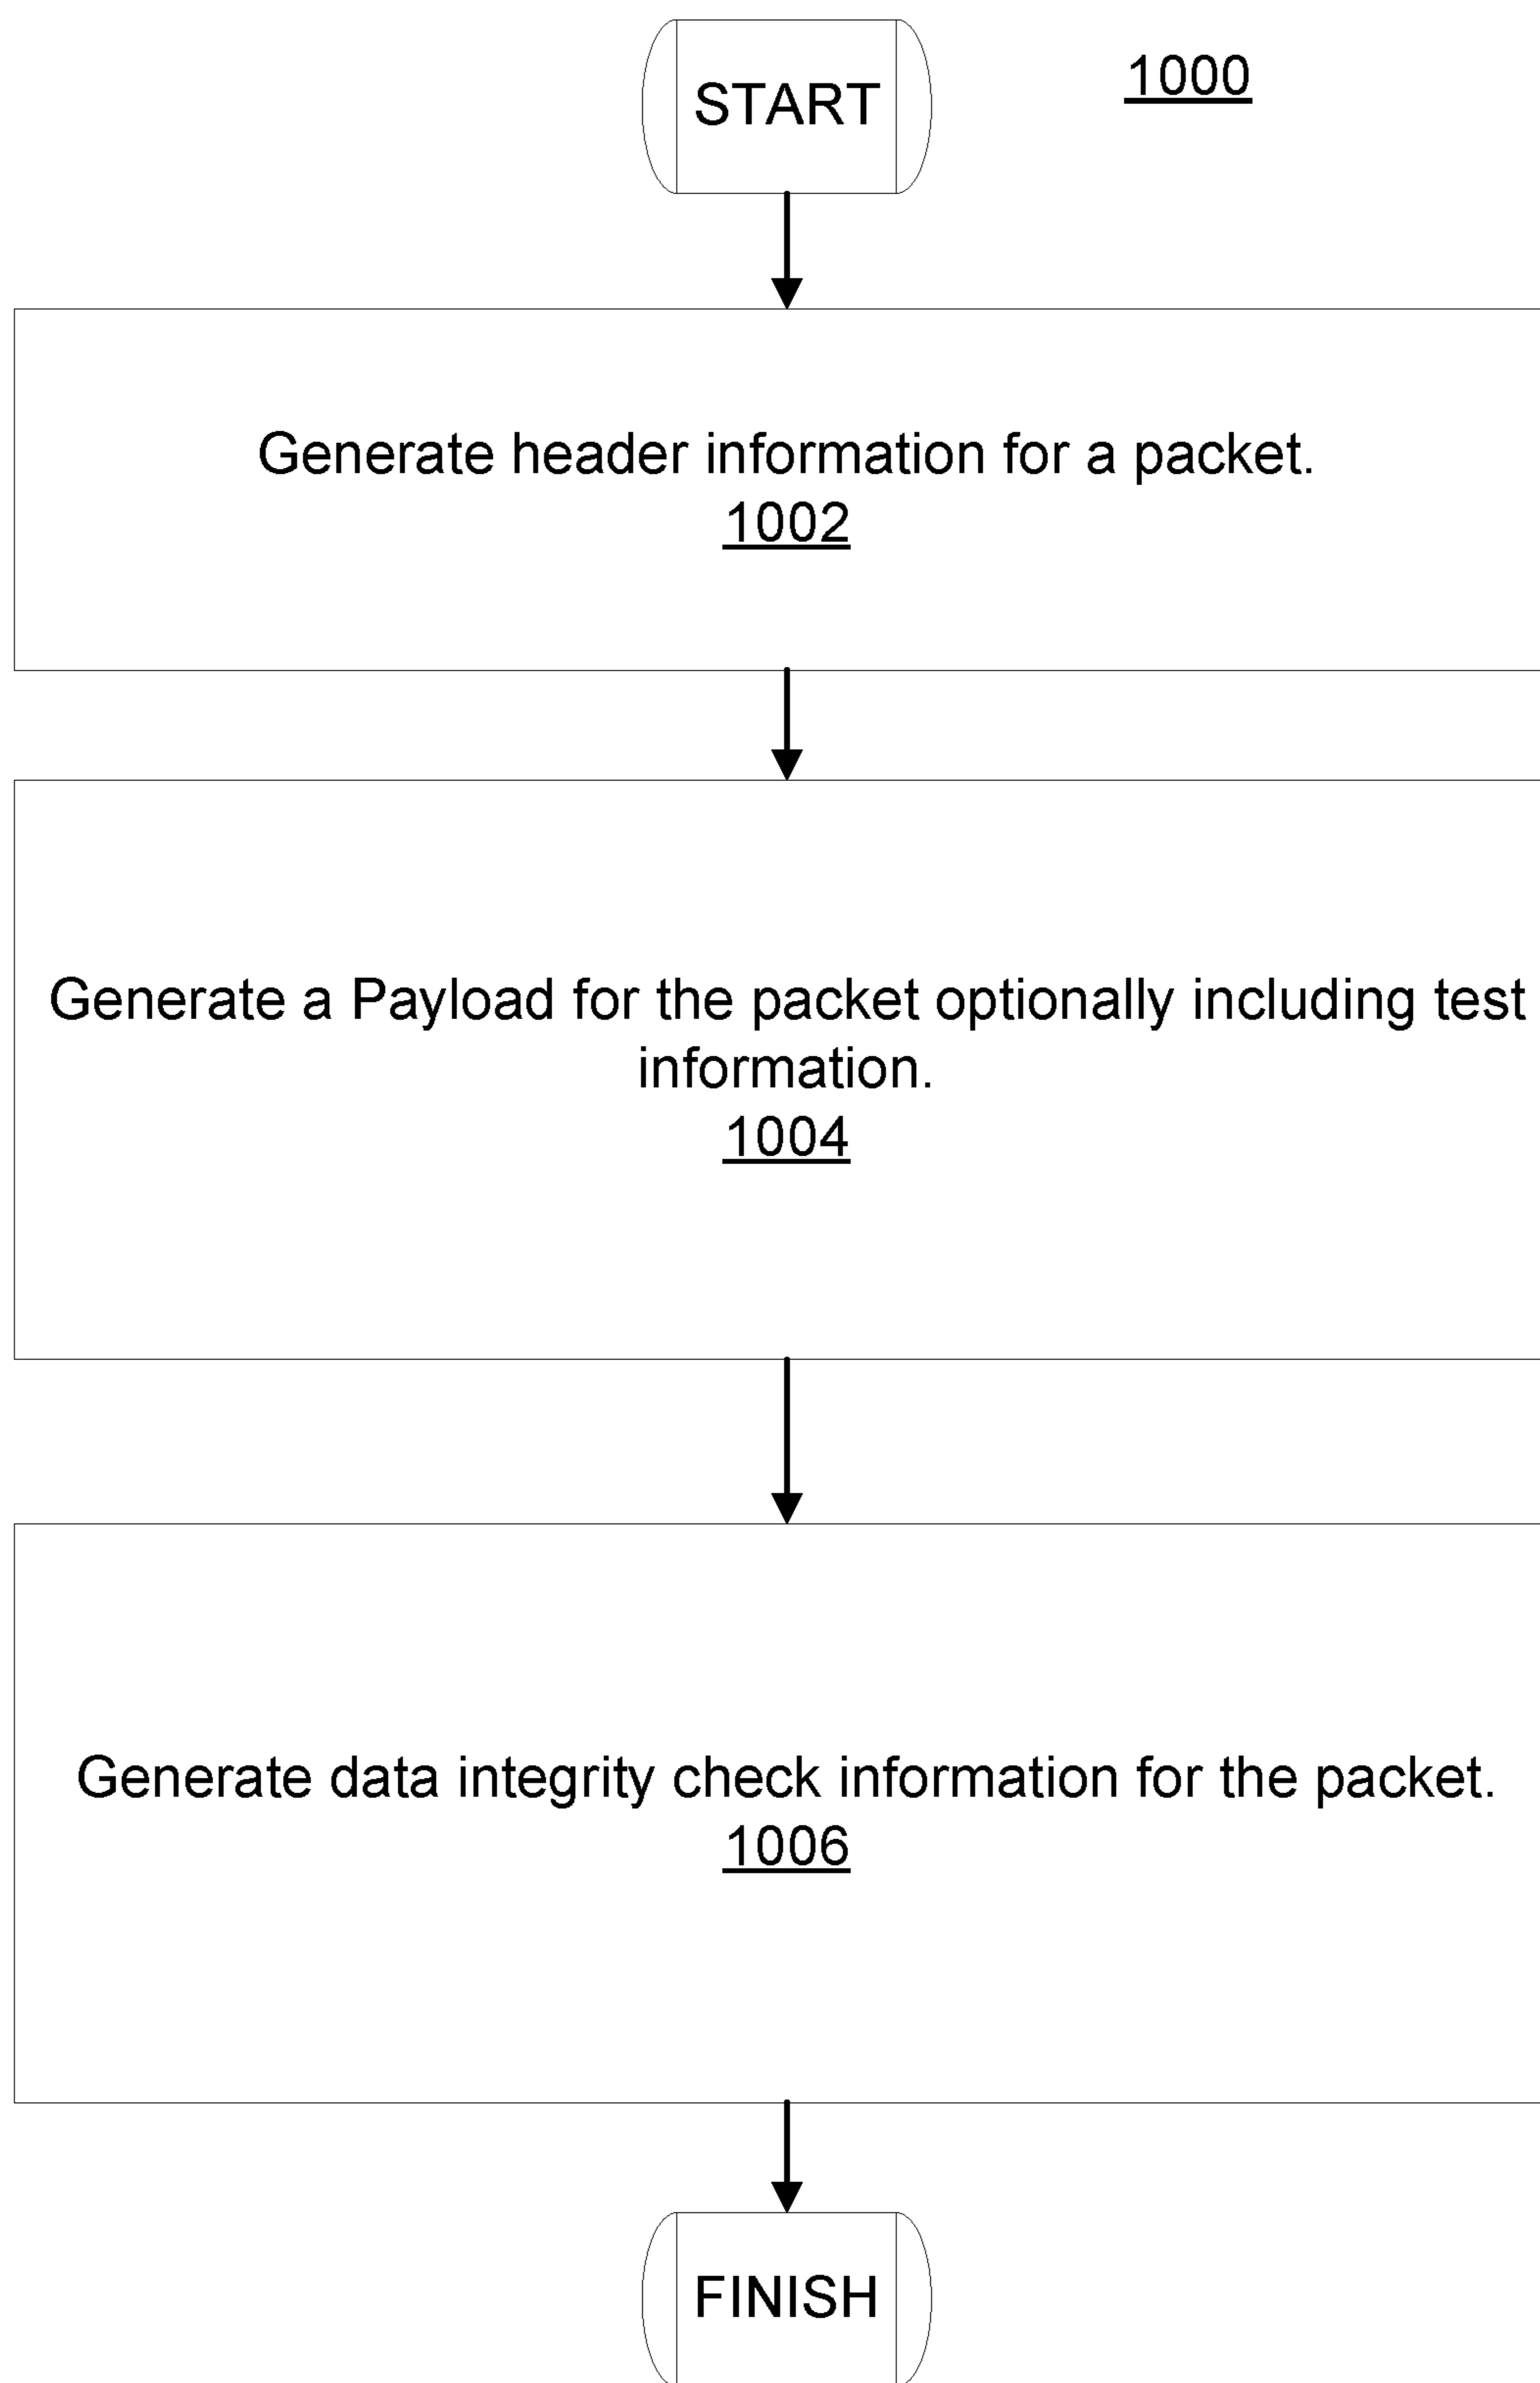 START
1000
Generate header information for a packet.
1002
Generate a Payload for the packet optionally including test
information.
1004
Generate data integrity check information for the packet.
1006
FINISH